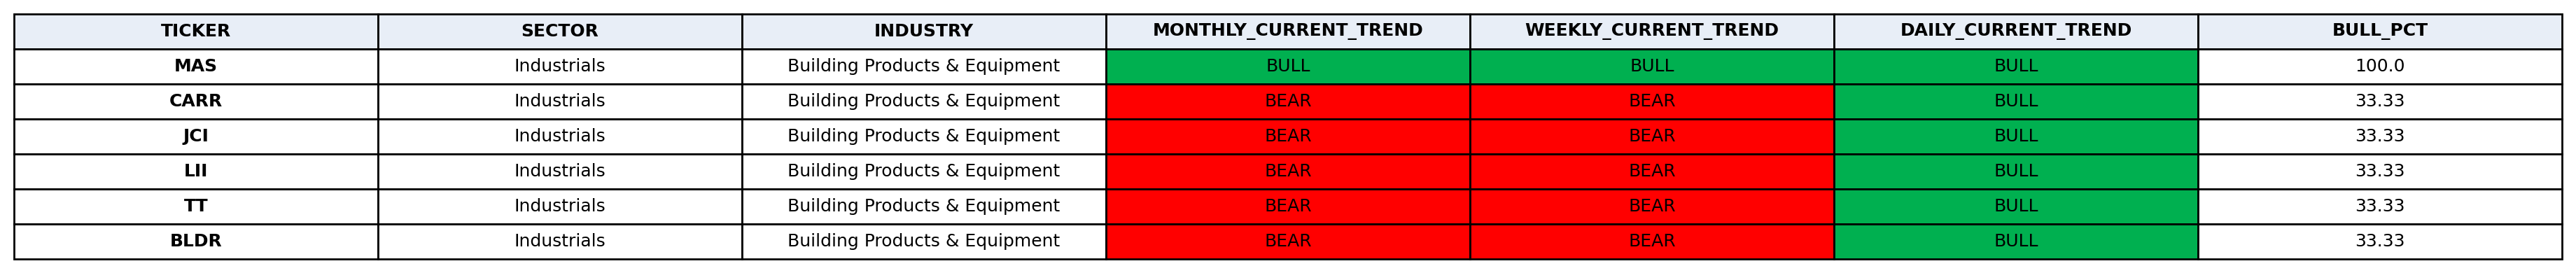 TICKER SECTOR INDUSTRY MONTHLY_CURRENT_TREND WEEKLY_CURRENT_TREND DAILY_CURRENT_TREND BULL_PCT
MAS Industrials Building Products & Equipment BULL BULL BULL 100.0
CARR Industrials Building Products & Equipment BEAR BEAR BULL 33.33
JCI Industrials Building Products & Equipment BEAR BEAR BULL 33.33
LII Industrials Building Products & Equipment BEAR BEAR BULL 33.33
TT Industrials Building Products & Equipment BEAR BEAR BULL 33.33
BLDR Industrials Building Products & Equipment BEAR BEAR BULL 33.33